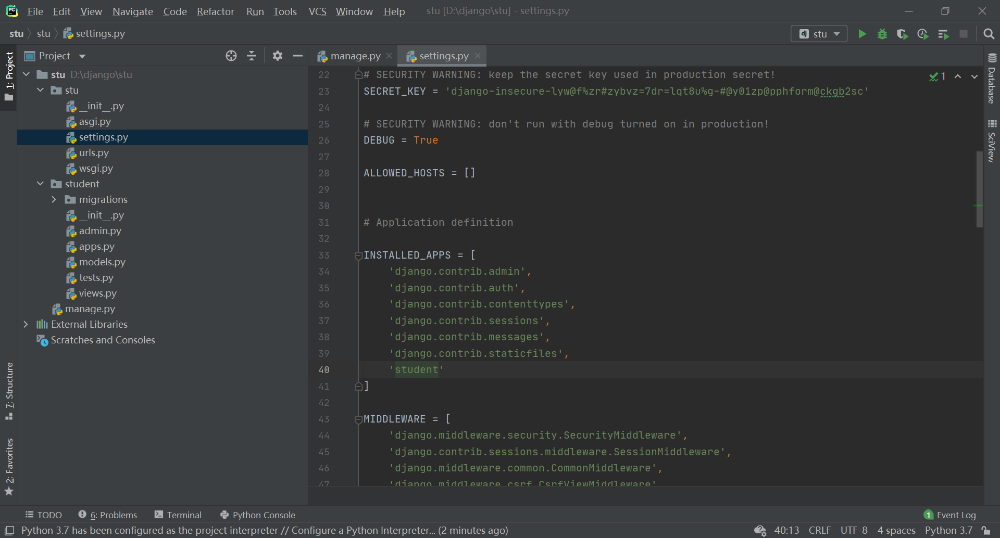 File Edit View Navigate Code Refactor Run Tools VCS Window Help stu [D:\django\stu] - settings.py
stu stu settings.py
dj stu
1: Project
Project
manage.py settings.py
stu D:\django\stu
stu
__init__.py
asgi.py
settings.py
urls.py
wsgi.py
student
migrations
__init__.py
admin.py
apps.py
models.py
tests.py
views.py
manage.py
External Libraries
Scratches and Consoles
22 # SECURITY WARNING: keep the secret key used in production secret!
23 SECRET_KEY = 'django-insecure-lyw@f%zr#zybvz=7dr=lqt8u%g-#@y01zp@pphform@ckgb2sc'
24
25 # SECURITY WARNING: don't run with debug turned on in production!
26 DEBUG = True
27
28 ALLOWED_HOSTS = []
29
30
31 # Application definition
32
33 INSTALLED_APPS = [
34 'django.contrib.admin',
35 'django.contrib.auth',
36 'django.contrib.contenttypes',
37 'django.contrib.sessions',
38 'django.contrib.messages',
39 'django.contrib.staticfiles',
40 'student'
41 ]
42
43 MIDDLEWARE = [
44 'django.middleware.security.SecurityMiddleware',
45 'django.contrib.sessions.middleware.SessionMiddleware',
46 'django.middleware.common.CommonMiddleware',
47 'django.middleware.csrf.CsrfViewMiddleware'
1
Database
SciView
7: Structure
2: Favorites
TODO 6: Problems Terminal Python Console 1 Event Log
Python 3.7 has been configured as the project interpreter // Configure a Python Interpreter... (2 minutes ago) 40:13 CRLF UTF-8 4 spaces Python 3.7